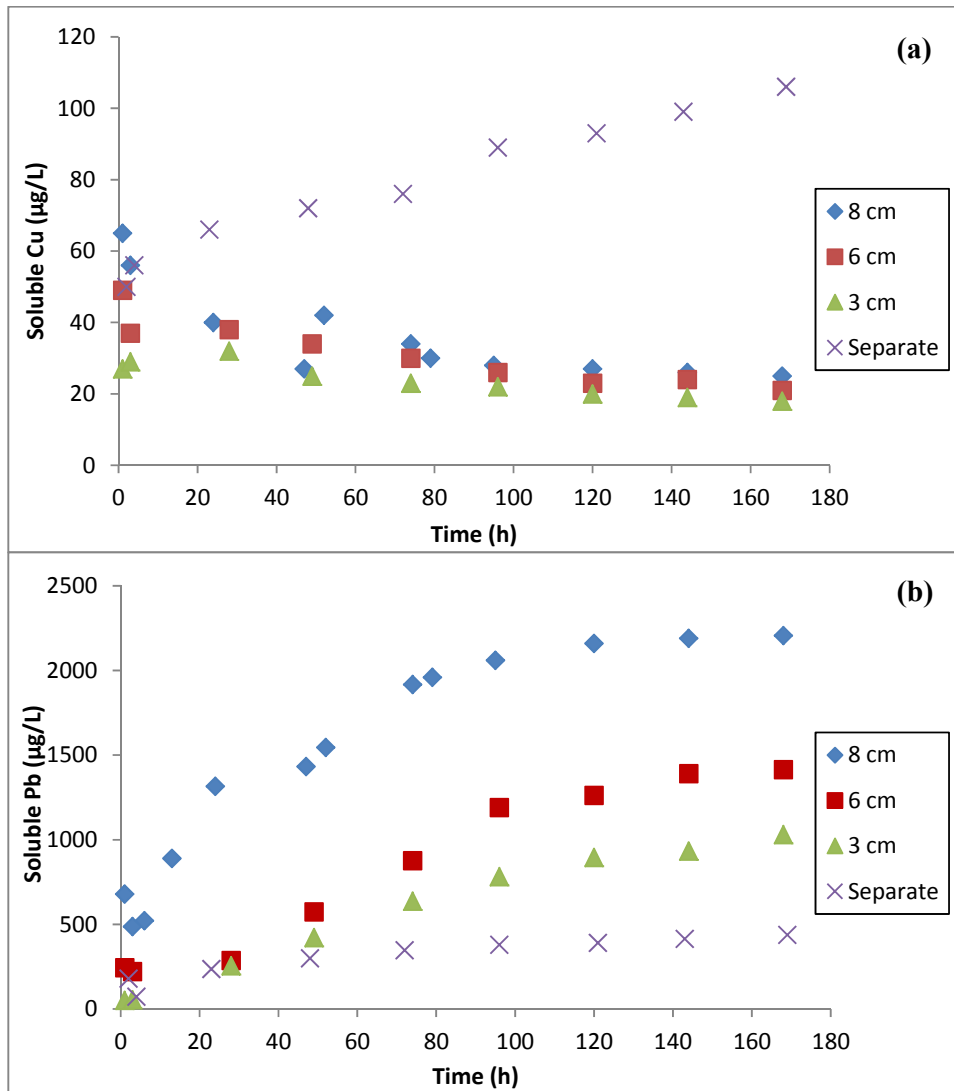 (a)
120
100
80
60
40
20
0
Soluble Cu (µg/L)
0 20 40 60 80 100 120 140 160 180
Time (h)
8 cm
6 cm
3 cm
Separate
(b)
2500
2000
1500
1000
500
0
Soluble Pb (µg/L)
0 20 40 60 80 100 120 140 160 180
Time (h)
8 cm
6 cm
3 cm
Separate